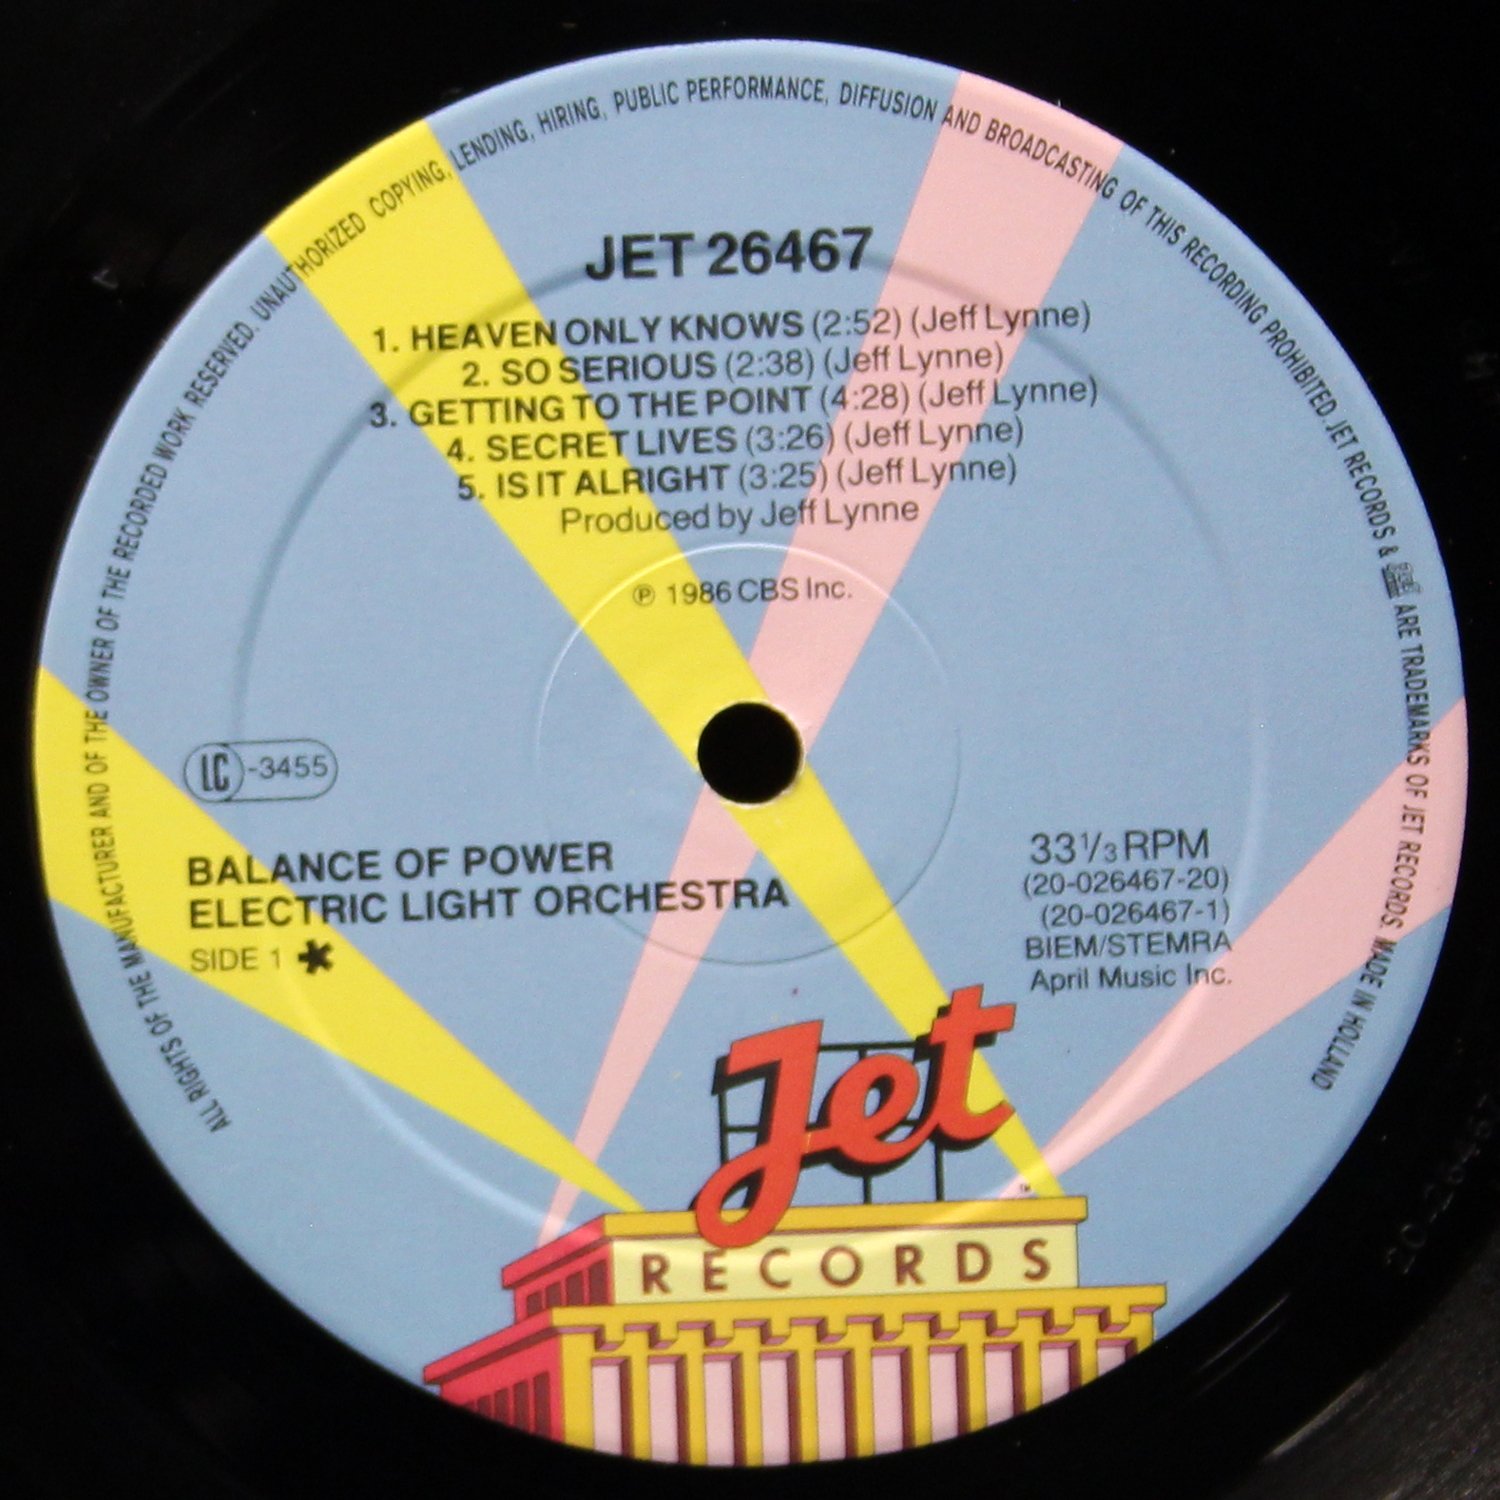 ALL RIGHTS OF THE MANUFACTURER AND OF THE OWNER OF THE RECORDED WORK RESERVED. UNAUTHORIZED COPYING, LENDING, HIRING, PUBLIC PERFORMANCE, DIFFUSION AND BROADCASTING OF THIS RECORDING PROHIBITED. JET RECORDS & ARE TRADEMARKS OF JET RECORDS. MADE IN HOLLAND
JET 26467
1. HEAVEN ONLY KNOWS (2:52) (Jeff Lynne)
2. SO SERIOUS (2:38) (Jeff Lynne)
3. GETTING TO THE POINT (4:28) (Jeff Lynne)
4. SECRET LIVES (3:26) (Jeff Lynne)
5. IS IT ALRIGHT (3:25) (Jeff Lynne)
Produced by Jeff Lynne
℗ 1986 CBS Inc.
LC-3455
BALANCE OF POWER
ELECTRIC LIGHT ORCHESTRA
SIDE 1 *
33 1/3 RPM
(20-026467-20)
(20-026467-1)
BIEM/STEMRA
April Music Inc.
Jet
RECORDS